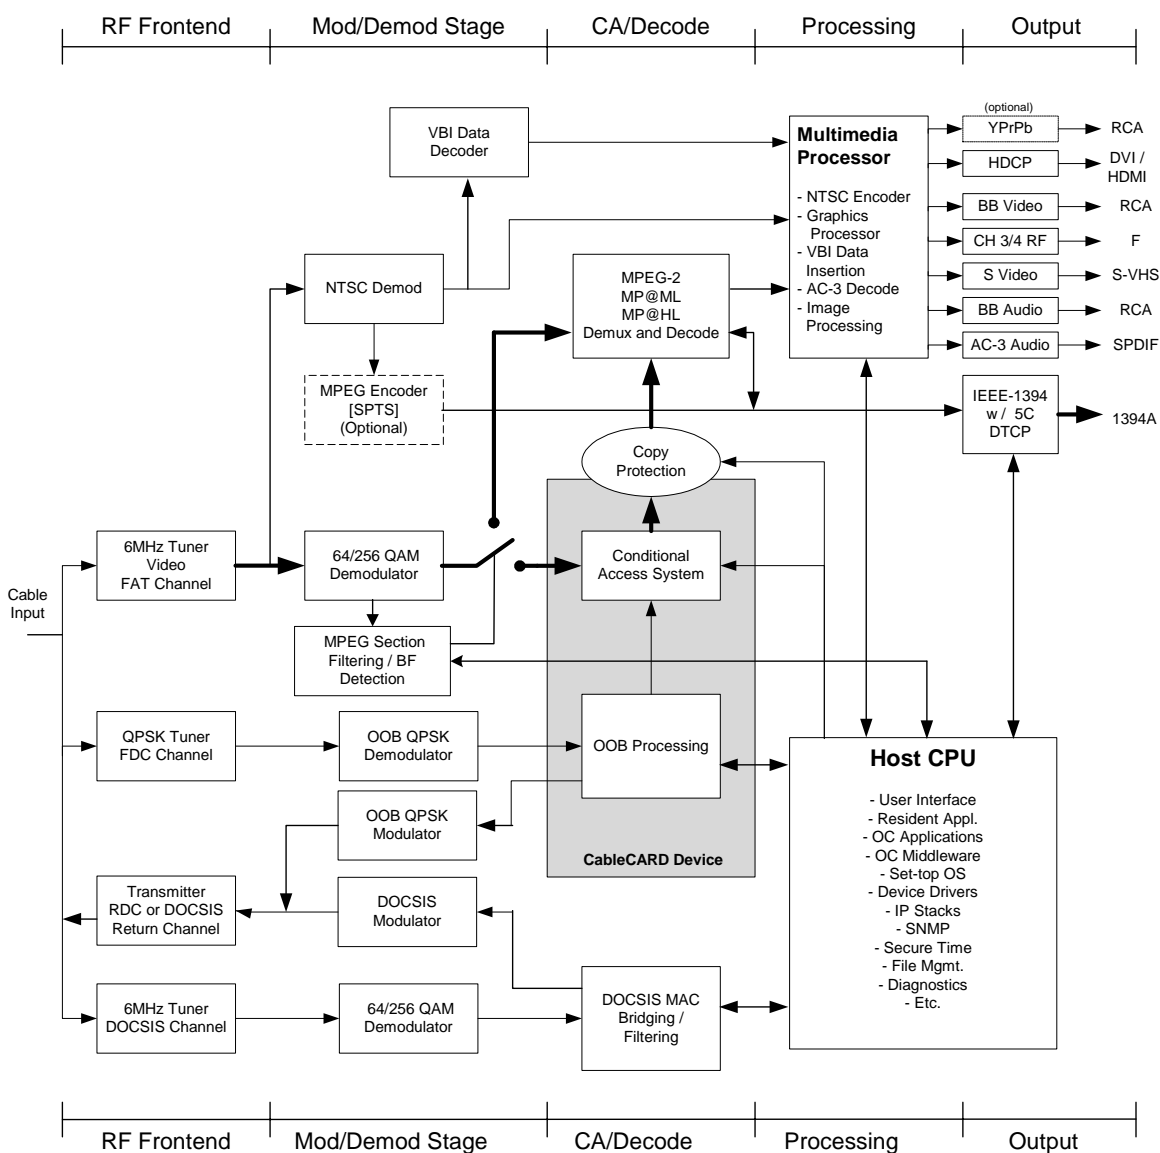 RF Frontend
Mod/Demod Stage
CA/Decode
Processing
Output
VBI Data
Decoder
Multimedia
Processor
- NTSC Encoder
- Graphics
Processor
- VBI Data
Insertion
- AC-3 Decode
- Image
Processing
(optional)
YPrPb
RCA
HDCP
DVI /
HDMI
BB Video
RCA
CH 3/4 RF
F
S Video
S-VHS
BB Audio
RCA
AC-3 Audio
SPDIF
NTSC Demod
MPEG-2
MP@ML
MP@HL
Demux and Decode
MPEG Encoder
[SPTS]
(Optional)
IEEE-1394
w / 5C
DTCP
1394A
Copy
Protection
Cable
Input
6MHz Tuner
Video
FAT Channel
64/256 QAM
Demodulator
Conditional
Access System
MPEG Section
Filtering / BF
Detection
QPSK Tuner
FDC Channel
OOB QPSK
Demodulator
OOB Processing
OOB QPSK
Modulator
CableCARD Device
Host CPU
- User Interface
- Resident Appl.
- OC Applications
- OC Middleware
- Set-top OS
- Device Drivers
- IP Stacks
- SNMP
- Secure Time
- File Mgmt.
- Diagnostics
- Etc.
Transmitter
RDC or DOCSIS
Return Channel
DOCSIS
Modulator
6MHz Tuner
DOCSIS Channel
64/256 QAM
Demodulator
DOCSIS MAC
Bridging /
Filtering
RF Frontend
Mod/Demod Stage
CA/Decode
Processing
Output